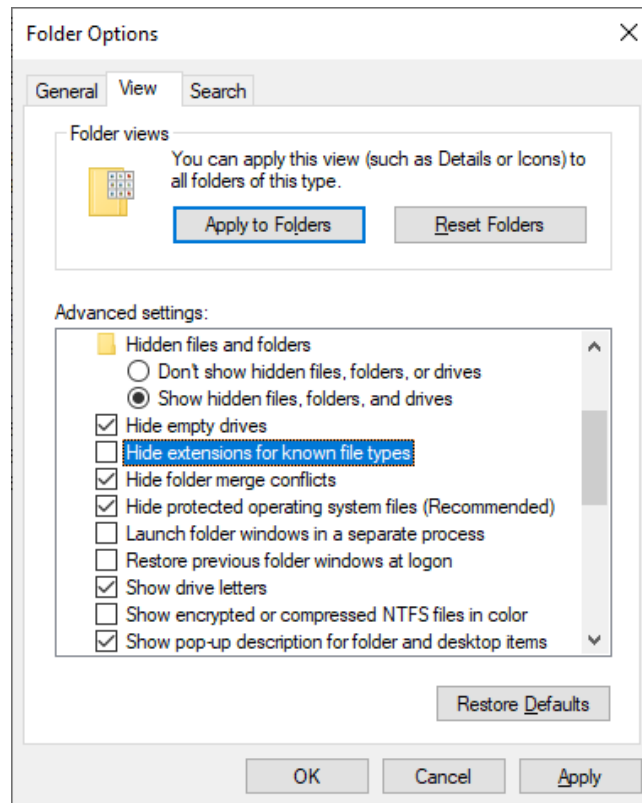 Folder Options
General
View
Search
Folder views
You can apply this view (such as Details or Icons) to
all folders of this type.
Apply to Folders
Reset Folders
Advanced settings:
Hidden files and folders
Don't show hidden files, folders, or drives
Show hidden files, folders, and drives
Hide empty drives
Hide extensions for known file types
Hide folder merge conflicts
Hide protected operating system files (Recommended)
Launch folder windows in a separate process
Restore previous folder windows at logon
Show drive letters
Show encrypted or compressed NTFS files in color
Show pop-up description for folder and desktop items
Restore Defaults
OK
Cancel
Apply